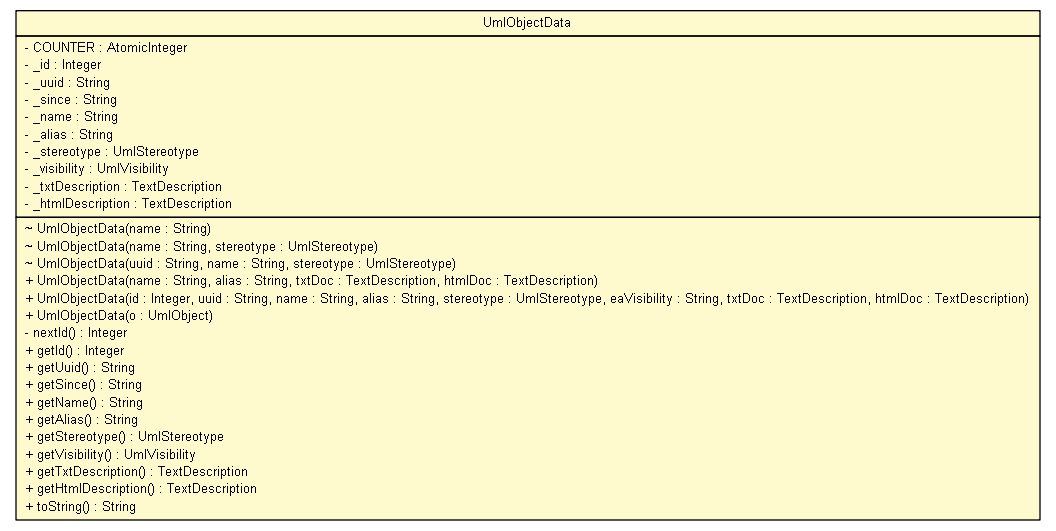 UmlObjectData
- COUNTER : AtomicInteger
- _id : Integer
- _uuid : String
- _since : String
- _name : String
- _alias : String
- _stereotype : UmlStereotype
- _visibility : UmlVisibility
- _txtDescription : TextDescription
- _htmlDescription : TextDescription
~ UmlObjectData(name : String)
~ UmlObjectData(name : String, stereotype : UmlStereotype)
~ UmlObjectData(uuid : String, name : String, stereotype : UmlStereotype)
+ UmlObjectData(name : String, alias : String, txtDoc : TextDescription, htmlDoc : TextDescription)
+ UmlObjectData(id : Integer, uuid : String, name : String, alias : String, stereotype : UmlStereotype, eaVisibility : String, txtDoc : TextDescription, htmlDoc : TextDescription)
+ UmlObjectData(o : UmlObject)
- nextId() : Integer
+ getId() : Integer
+ getUuid() : String
+ getSince() : String
+ getName() : String
+ getAlias() : String
+ getStereotype() : UmlStereotype
+ getVisibility() : UmlVisibility
+ getTxtDescription() : TextDescription
+ getHtmlDescription() : TextDescription
+ toString() : String